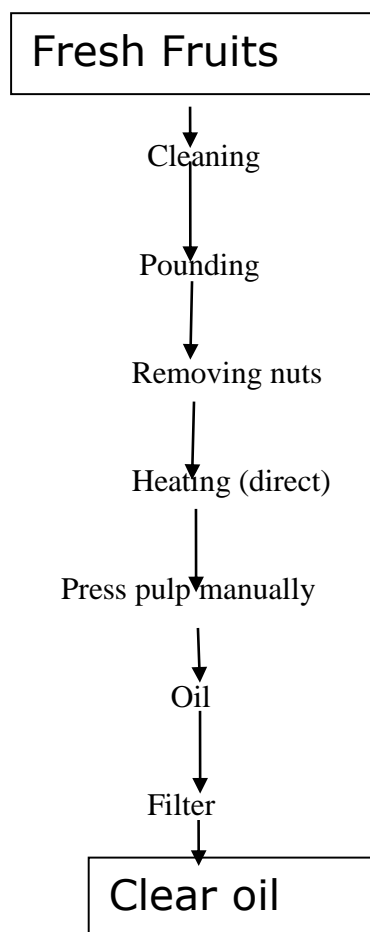 Fresh Fruits
Cleaning
Pounding
Removing nuts
Heating (direct)
Press pulp manually
Oil
Filter
Clear oil